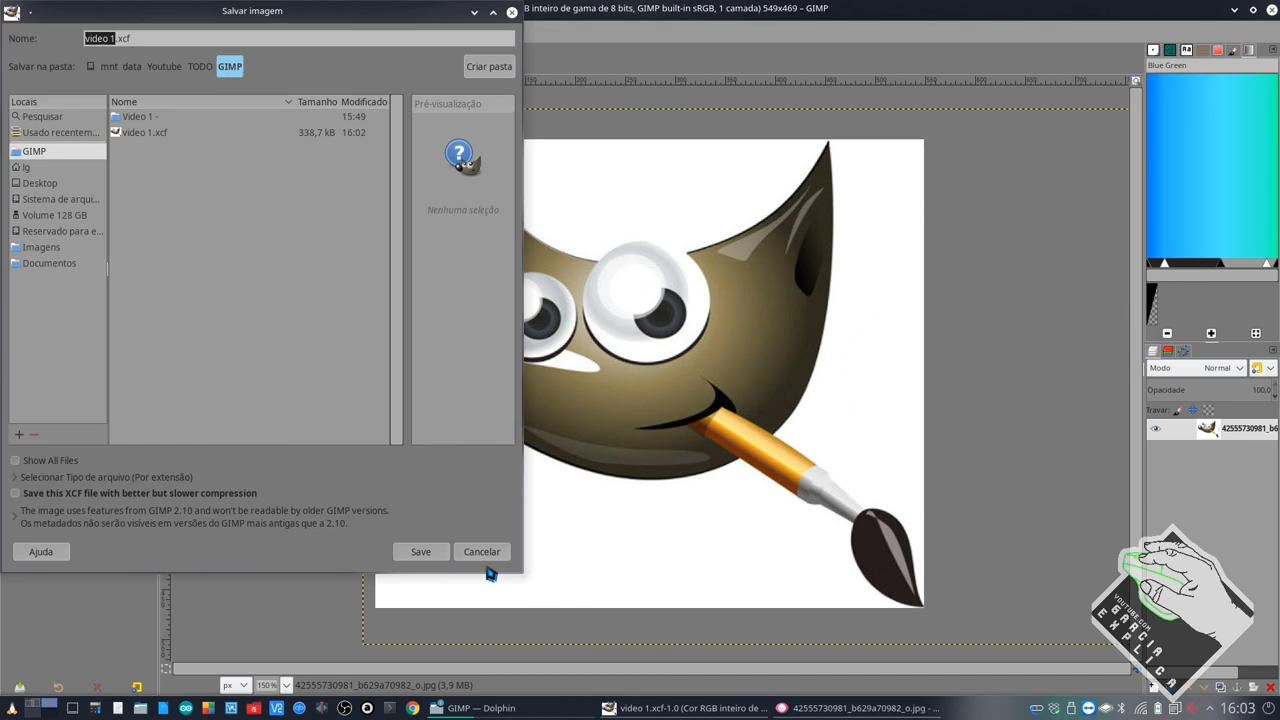 Salvar imagem
B inteiro de gama de 8 bits, GIMP built-in sRGB, 1 camada) 549x469 – GIMP
Nome: video 1.xcf
Salvar na pasta: mnt data Youtube TODO GIMP Criar pasta
Locais
Pesquisar
Usado recentem...
GIMP
lg
Desktop
Sistema de arqui...
Volume 128 GB
Reservado para e...
Imagens
Documentos
Nome Tamanho Modificado
Video 1 - 15:49
video 1.xcf 338,7 kB 16:02
Pré-visualização
Nenhuma seleção
Show All Files
Selecionar Tipo de arquivo (Por extensão)
Save this XCF file with better but slower compression
The image uses features from GIMP 2.10 and won't be readable by older GIMP versions.
Os metadados não serão visíveis em versões do GIMP mais antigas que a 2.10.
Ajuda Save Cancelar
Blue Green
Modo Normal
Opacidade 100,0
Travar:
42555730981_b6
YOUTUBE.COM
EGARCIA
EXPLICA
px 150 % 42555730981_b629a70982_o.jpg (3,9 MB)
GIMP — Dolphin
video 1.xcf-1.0 (Cor RGB inteiro de ...
42555730981_b629a70982_o.jpg - ...
16:03